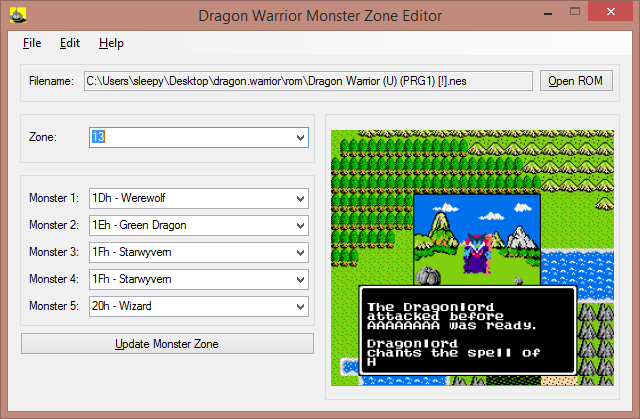 Dragon Warrior Monster Zone Editor
File Edit Help
Filename: C:\Users\sleepy\Desktop\dragon.warrior\rom\Dragon Warrior (U) (PRG1) [!].nes Open ROM
Zone: 13
Monster 1: 1Dh - Werewolf
Monster 2: 1Eh - Green Dragon
Monster 3: 1Fh - Starwyvern
Monster 4: 1Fh - Starwyvern
Monster 5: 20h - Wizard
Update Monster Zone
The Dragonlord
attacked before
AAAAAAAA was ready.
Dragonlord
chants the spell of
H